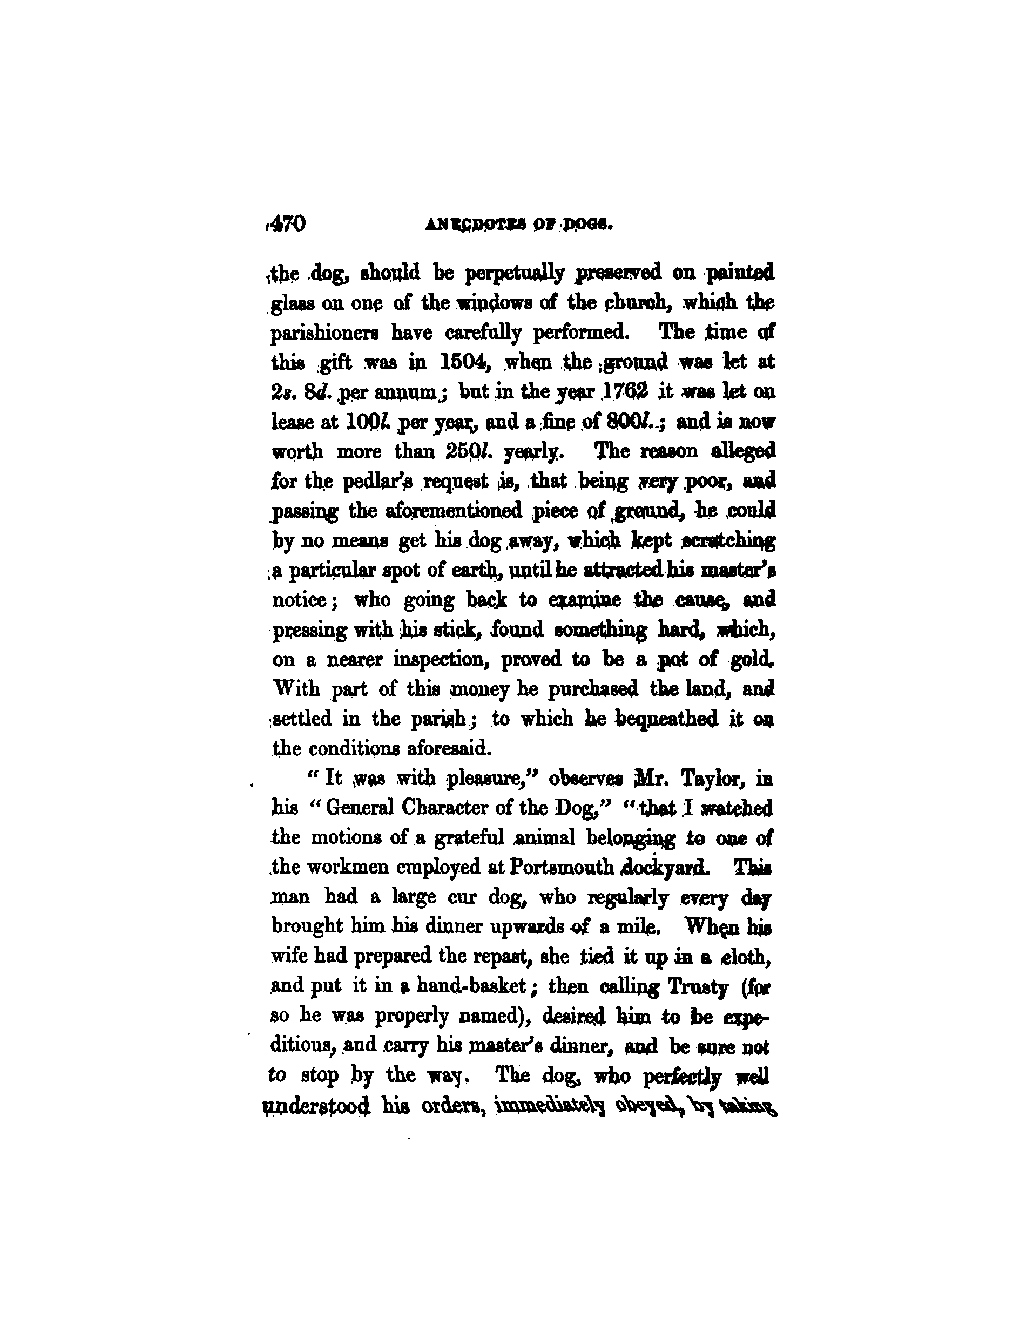 470 ANECDOTES OF DOGS.
the dog, should be perpetually preserved on painted
glass on one of the windows of the church, which the
parishioners have carefully performed. The time of
this gift was in 1504, when the ground was let at
2s. 8d. per annum; but in the year 1762 it was let on
lease at 100l. per year, and a fine of 800l.; and is now
worth more than 250l. yearly. The reason alleged
for the pedlar's request is, that being very poor, and
passing the aforementioned piece of ground, he could
by no means get his dog away, which kept scratching
a particular spot of earth, until he attracted his master's
notice; who going back to examine the cause, and
pressing with his stick, found something hard, which,
on a nearer inspection, proved to be a pot of gold.
With part of this money he purchased the land, and
settled in the parish; to which he bequeathed it on
the conditions aforesaid.
“It was with pleasure,” observes Mr. Taylor, in
his “General Character of the Dog,” “that I watched
the motions of a grateful animal belonging to one of
the workmen employed at Portsmouth dockyard. This
man had a large cur dog, who regularly every day
brought him his dinner upwards of a mile. When his
wife had prepared the repast, she tied it up in a cloth,
and put it in a hand-basket; then calling Trusty (for
so he was properly named), desired him to be expe-
ditious, and carry his master's dinner, and be sure not
to stop by the way. The dog, who perfectly well
understood his orders, immediately obeyed, by taking